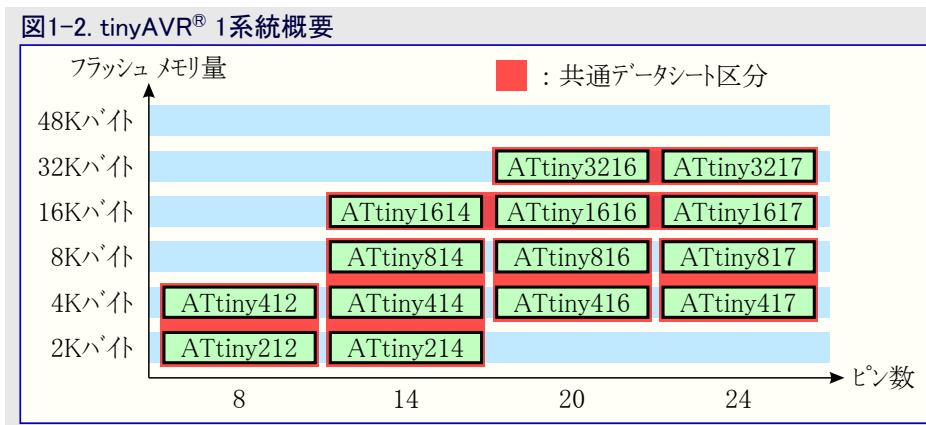 図1-2. tinyAVR® 1系統概要
フラッシュ メモリ量
: 共通データシート区分
48Kバイト
32Kバイト ATtiny3216 ATtiny3217
16Kバイト ATtiny1614 ATtiny1616 ATtiny1617
8Kバイト ATtiny814 ATtiny816 ATtiny817
4Kバイト ATtiny412 ATtiny414 ATtiny416 ATtiny417
2Kバイト ATtiny212 ATtiny214
8 14 20 24
ピン数